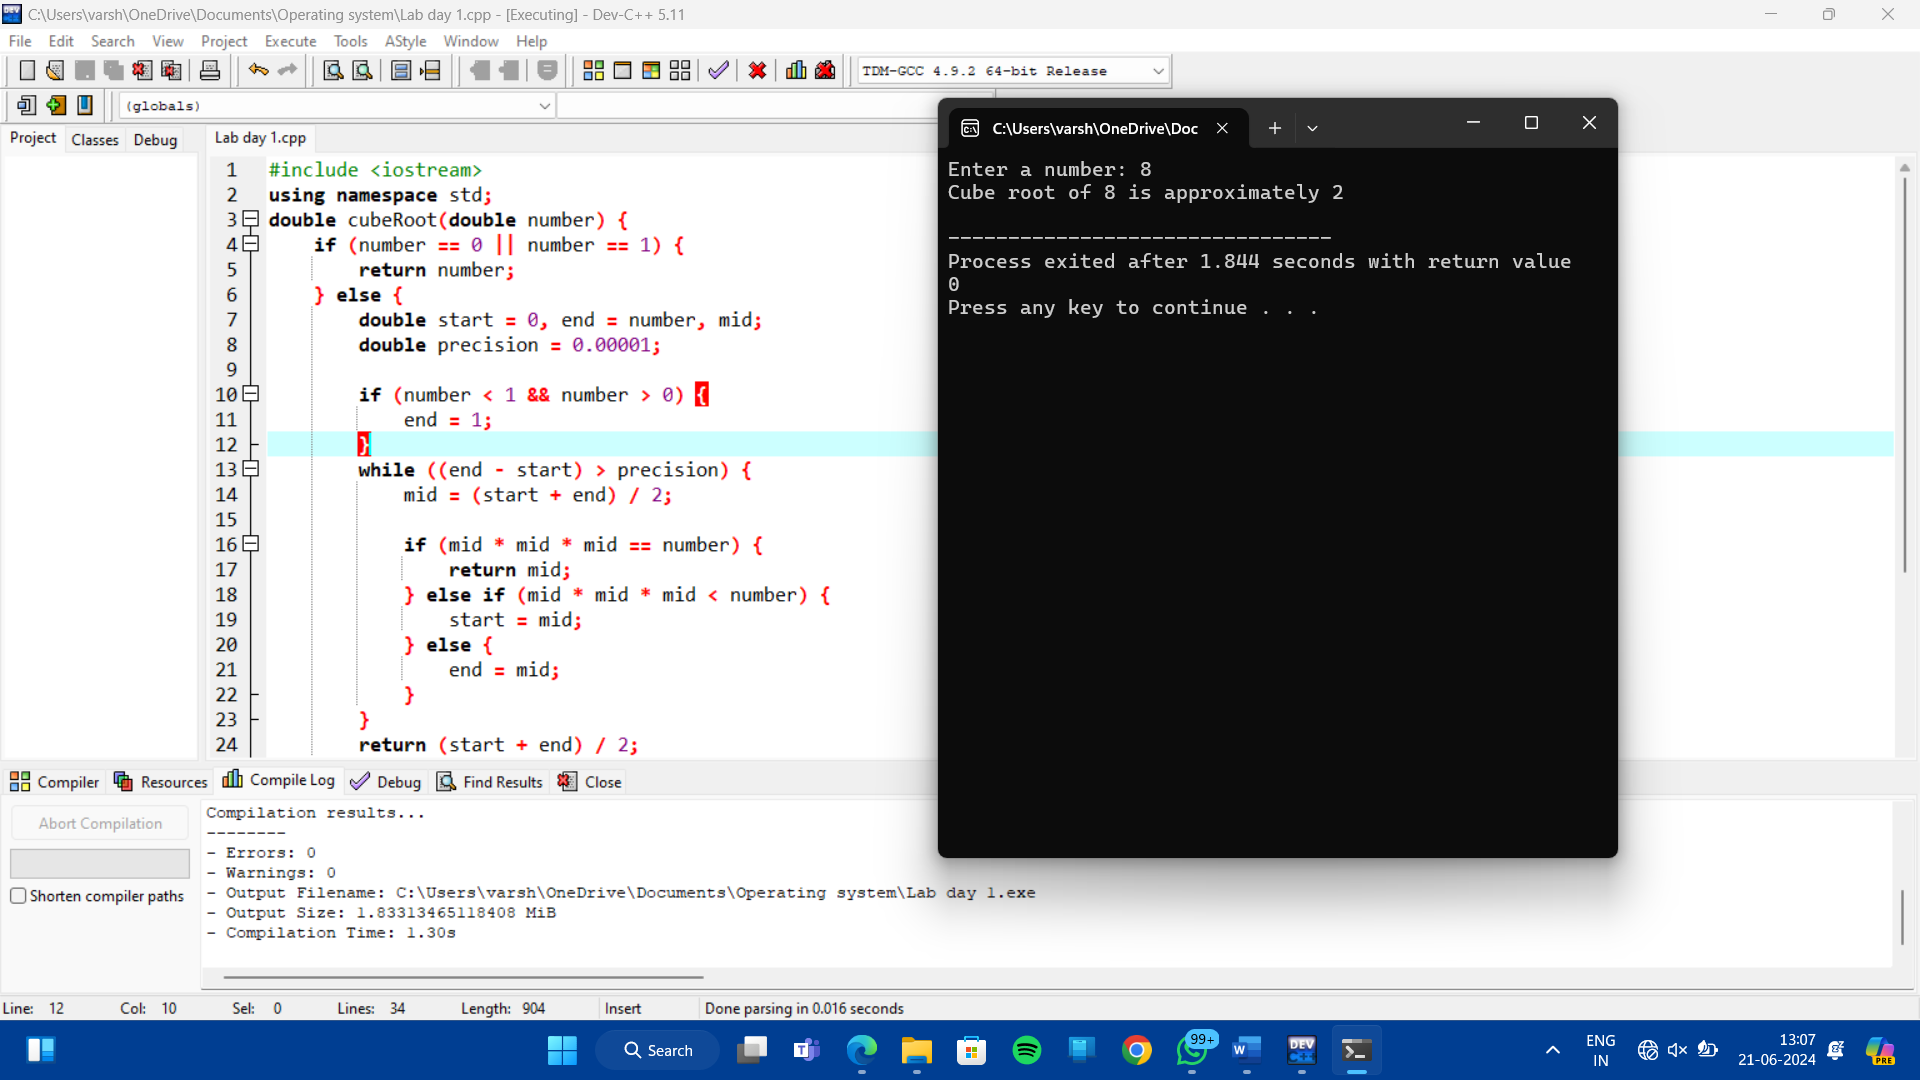 C:\Users\varsh\OneDrive\Documents\Operating system\Lab day 1.cpp - [Executing] - Dev-C++ 5.11
File Edit Search View Project Execute Tools AStyle Window Help
TDM-GCC 4.9.2 64-bit Release
(globals)
Project Classes Debug
Lab day 1.cpp
1 #include <iostream>
2 using namespace std;
3 double cubeRoot(double number) {
4 if (number == 0 || number == 1) {
5 return number;
6 } else {
7 double start = 0, end = number, mid;
8 double precision = 0.00001;
9
10 if (number < 1 && number > 0) {
11 end = 1;
12 }
13 while ((end - start) > precision) {
14 mid = (start + end) / 2;
15
16 if (mid * mid * mid == number) {
17 return mid;
18 } else if (mid * mid * mid < number) {
19 start = mid;
20 } else {
21 end = mid;
22 }
23 }
24 return (start + end) / 2;
C:\Users\varsh\OneDrive\Doc
Enter a number: 8
Cube root of 8 is approximately 2
--------------------------------
Process exited after 1.844 seconds with return value
0
Press any key to continue . . .
Compiler Resources Compile Log Debug Find Results Close
Abort Compilation
Shorten compiler paths
Compilation results...
--------
- Errors: 0
- Warnings: 0
- Output Filename: C:\Users\varsh\OneDrive\Documents\Operating system\Lab day 1.exe
- Output Size: 1.83313465118408 MiB
- Compilation Time: 1.30s
Line: 12 Col: 10 Sel: 0 Lines: 34 Length: 904 Insert Done parsing in 0.016 seconds
Search
99+
DEV
ENG
IN
13:07
21-06-2024
PRE